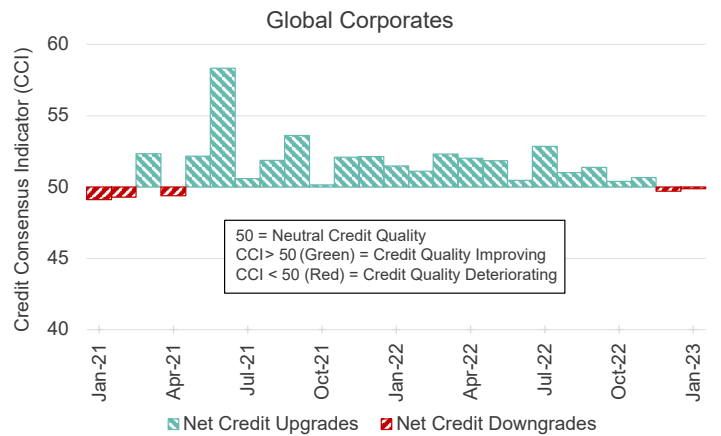 Global Corporates
Credit Consensus Indicator (CCI)
60
55
50
45
40
50 = Neutral Credit Quality
CCI > 50 (Green) = Credit Quality Improving
CCI < 50 (Red) = Credit Quality Deteriorating
Jan-21
Apr-21
Jul-21
Oct-21
Jan-22
Apr-22
Jul-22
Oct-22
Jan-23
Net Credit Upgrades
Net Credit Downgrades